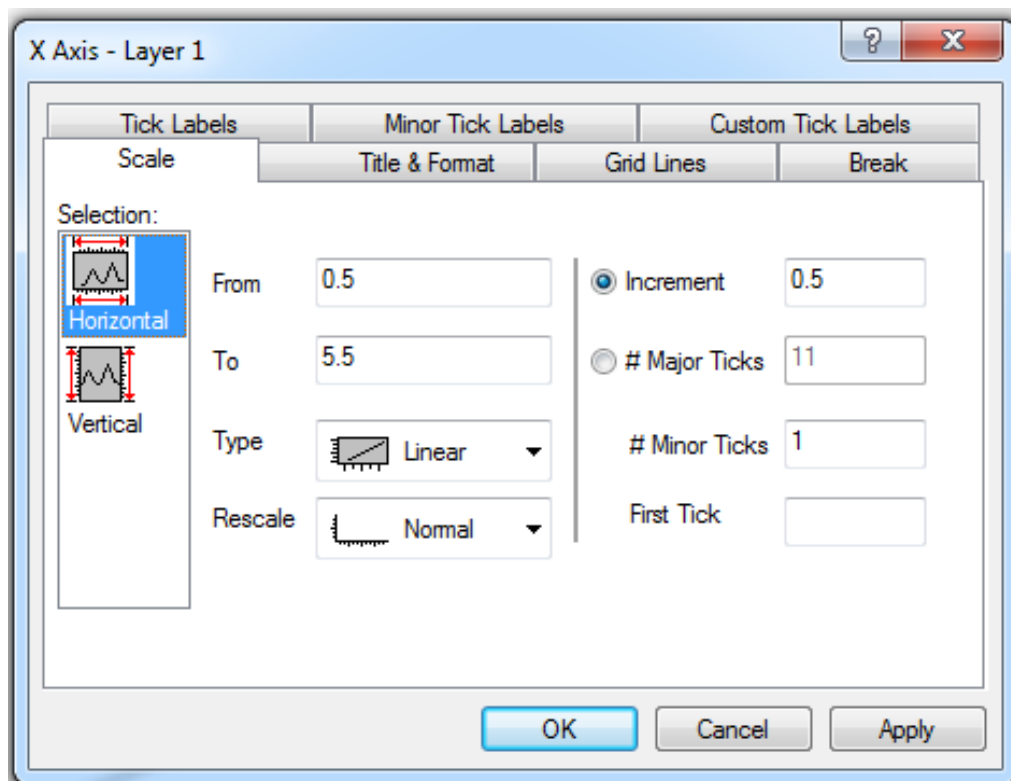 X Axis - Layer 1
?
X
Tick Labels
Minor Tick Labels
Custom Tick Labels
Scale
Title & Format
Grid Lines
Break
Selection:
Horizontal
Vertical
From
0.5
Increment
0.5
To
5.5
# Major Ticks
11
Type
Linear
# Minor Ticks
1
Rescale
Normal
First Tick
OK
Cancel
Apply